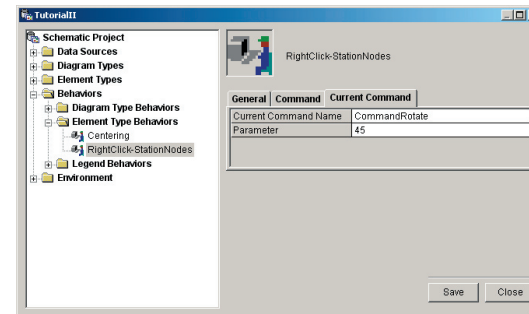 TutorialII
Schematic Project
Data Sources
Diagram Types
Element Types
Behaviors
Diagram Type Behaviors
Element Type Behaviors
Centering
RightClick-StationNodes
Legend Behaviors
Environment
RightClick-StationNodes
General Command Current Command
Current Command Name CommandRotate
Parameter 45
Save Close